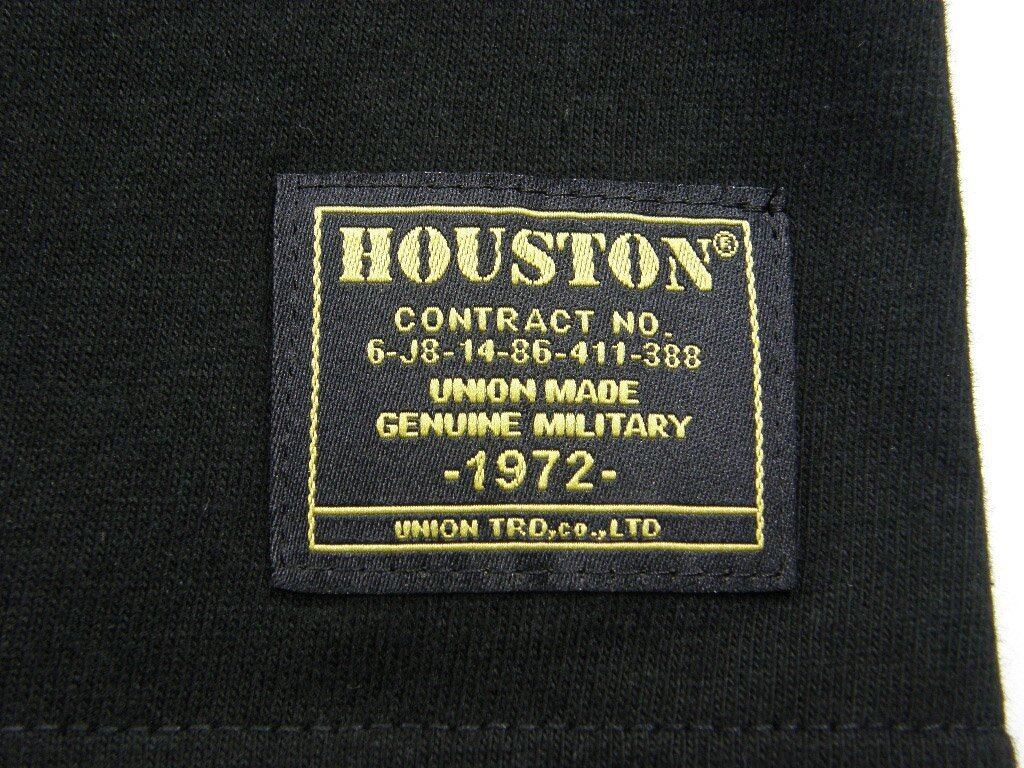 HOUSTON®
CONTRACT NO.
6-J8-14-86-411-388
UNION MADE
GENUINE MILITARY
-1972-
UNION TRD,co.,LTD